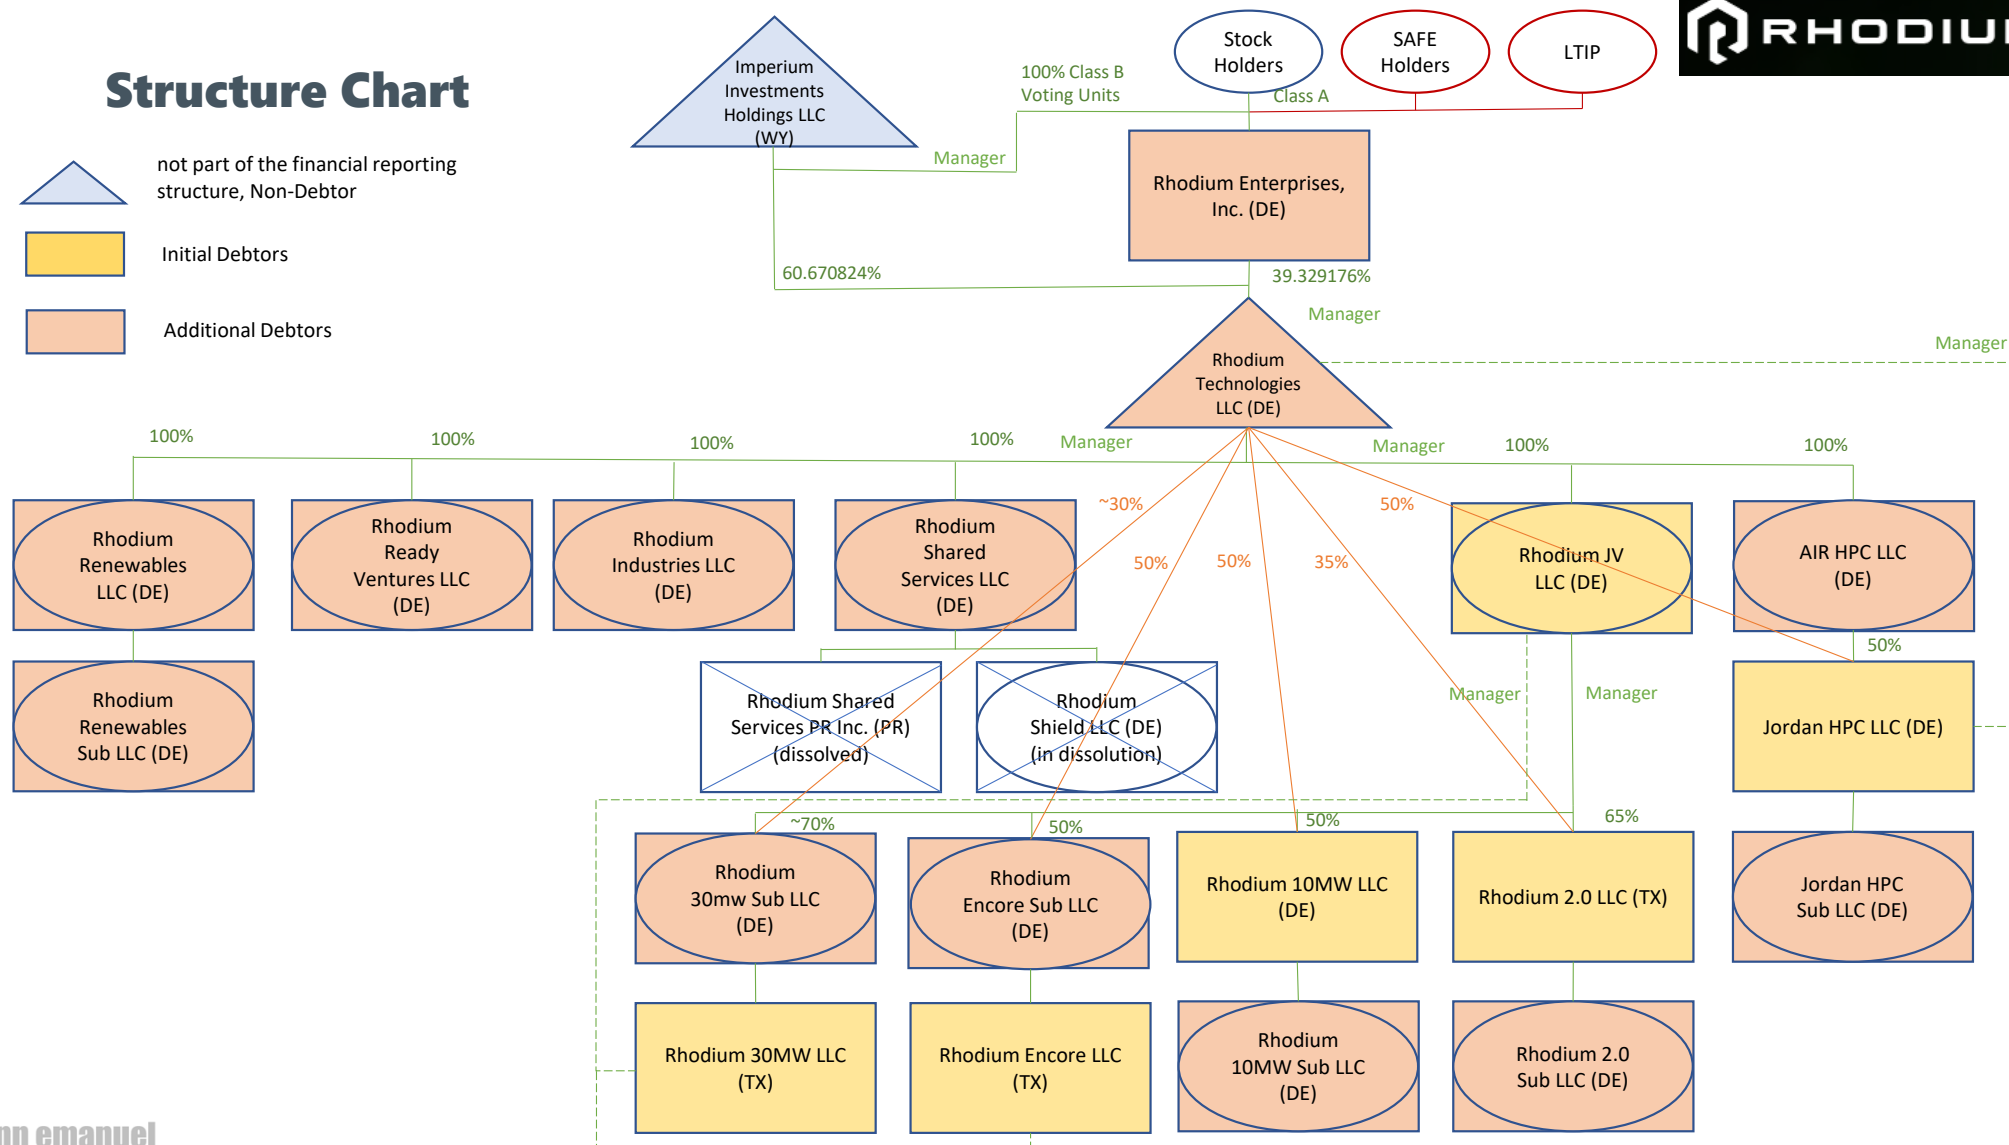 Structure Chart
not part of the financial reporting
structure, Non-Debtor
Initial Debtors
Additional Debtors
Imperium
Investments
Holdings LLC
(WY)
100% Class B
Voting Units
Manager
Stock
Holders
SAFE
Holders
LTIP
Class A
RHODIU
Rhodium Enterprises,
Inc. (DE)
60.670824%
39.329176%
Manager
Manager
Rhodium
Technologies
LLC (DE)
100%
100%
100%
100%
Manager
Manager
100%
100%
Rhodium
Renewables
LLC (DE)
Rhodium
Ready
Ventures LLC
(DE)
Rhodium
Industries LLC
(DE)
Rhodium
Shared
Services LLC
(DE)
~30%
50%
50%
35%
50%
Rhodium JV
LLC (DE)
AIR HPC LLC
(DE)
50%
Rhodium
Renewables
Sub LLC (DE)
Rhodium Shared
Services PR Inc. (PR)
(dissolved)
Rhodium
Shield LLC (DE)
(in dissolution)
Manager
Manager
Jordan HPC LLC (DE)
~70%
50%
50%
65%
Rhodium
30mw Sub LLC
(DE)
Rhodium
Encore Sub LLC
(DE)
Rhodium 10MW LLC
(DE)
Rhodium 2.0 LLC (TX)
Jordan HPC
Sub LLC (DE)
Rhodium 30MW LLC
(TX)
Rhodium Encore LLC
(TX)
Rhodium
10MW Sub LLC
(DE)
Rhodium 2.0
Sub LLC (DE)
nn emanuel